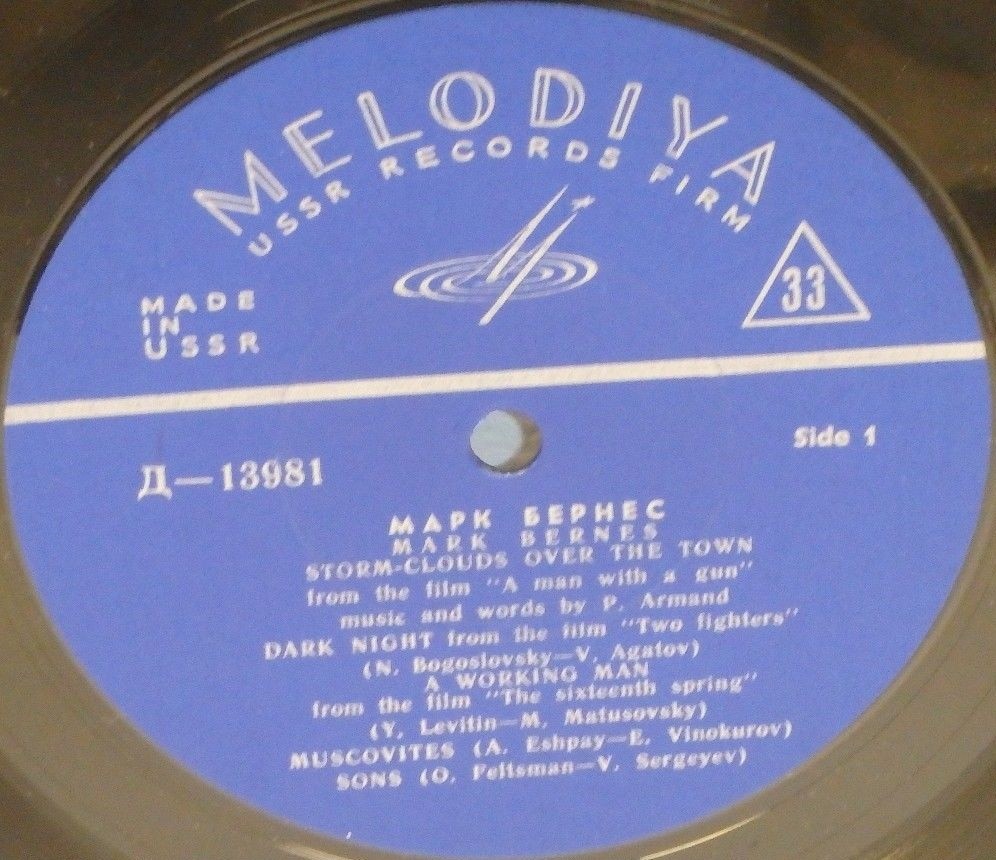 MELODIYA
USSR RECORDS FIRM
MADE
IN
USSR
33
Д—13981
Side 1
МАРК БЕРНЕС
MARK BERNES
STORM-CLOUDS OVER THE TOWN
from the film "A man with a gun"
music and words by P. Armand
DARK NIGHT from the film "Two fighters"
(N. Bogoslovsky—V. Agatov)
A WORKING MAN
from the film "The sixteenth spring"
(Y. Levitin—M. Matusovsky)
MUSCOVITES (A. Eshpay—E. Vinokurov)
SONS (O. Feltsman—V. Sergeyev)